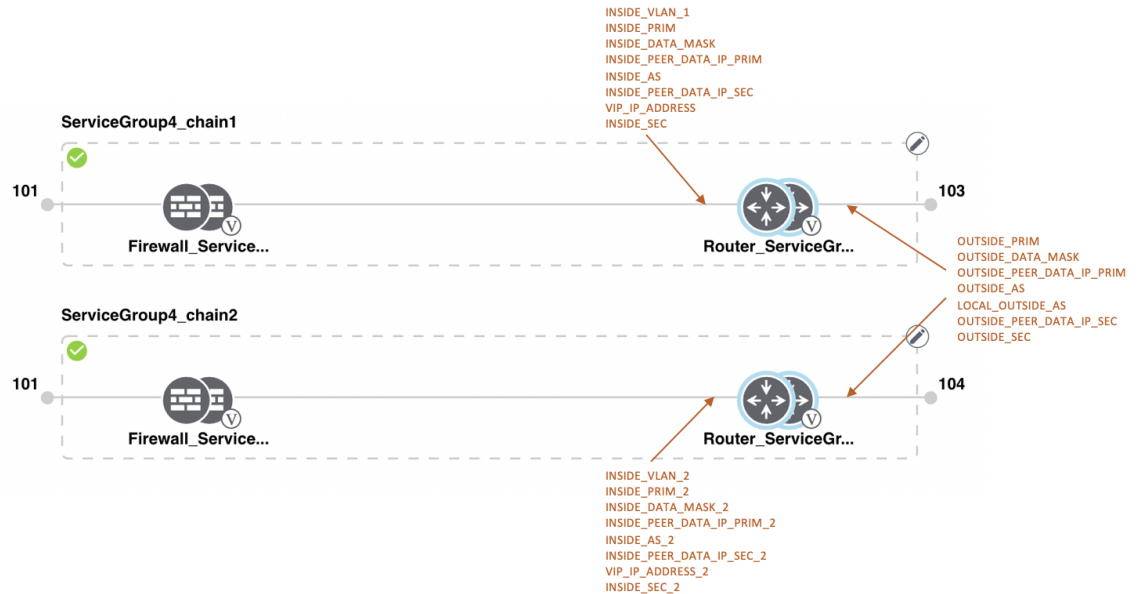 INSIDE_VLAN_1
INSIDE_PRIM
INSIDE_DATA_MASK
INSIDE_PEER_DATA_IP_PRIM
INSIDE_AS
INSIDE_PEER_DATA_IP_SEC
VIP_IP_ADDRESS
INSIDE_SEC
ServiceGroup4_chain1
101
103
V
V
Firewall_Service...
Router_ServiceGr...
OUTSIDE_PRIM
OUTSIDE_DATA_MASK
OUTSIDE_PEER_DATA_IP_PRIM
OUTSIDE_AS
LOCAL_OUTSIDE_AS
OUTSIDE_PEER_DATA_IP_SEC
OUTSIDE_SEC
ServiceGroup4_chain2
101
104
V
V
Firewall_Service...
Router_ServiceGr...
INSIDE_VLAN_2
INSIDE_PRIM_2
INSIDE_DATA_MASK_2
INSIDE_PEER_DATA_IP_PRIM_2
INSIDE_AS_2
INSIDE_PEER_DATA_IP_SEC_2
VIP_IP_ADDRESS_2
INSIDE_SEC_2